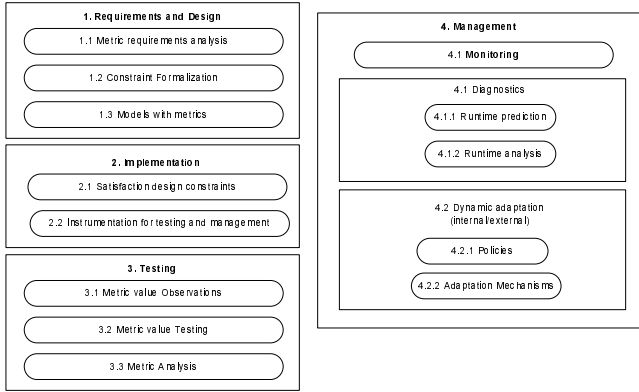 1. Requirements and Design
1.1 Metric requirements analysis
1.2 Constraint Formalization
1.3 Models with metrics
2. Implementation
2.1 Satisfaction design constraints
2.2 Instrumentation for testing and management
3. Testing
3.1 Metric value Observations
3.2 Metric value Testing
3.3 Metric Analysis
4. Management
4.1 Monitoring
4.1 Diagnostics
4.1.1 Runtime prediction
4.1.2 Runtime analysis
4.2 Dynamic adaptation
(internal/external)
4.2.1 Policies
4.2.2 Adaptation Mechanisms